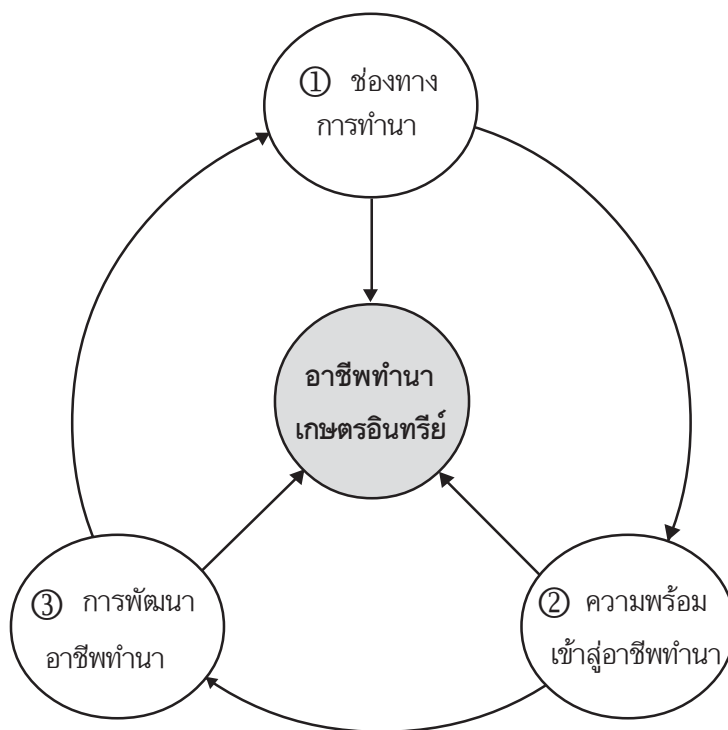 ① ช่องทาง
การทำนา
อาชีพทำนา
เกษตรอินทรีย์
③ การพัฒนา
อาชีพทำนา
② ความพร้อม
เข้าสู่อาชีพทำนา